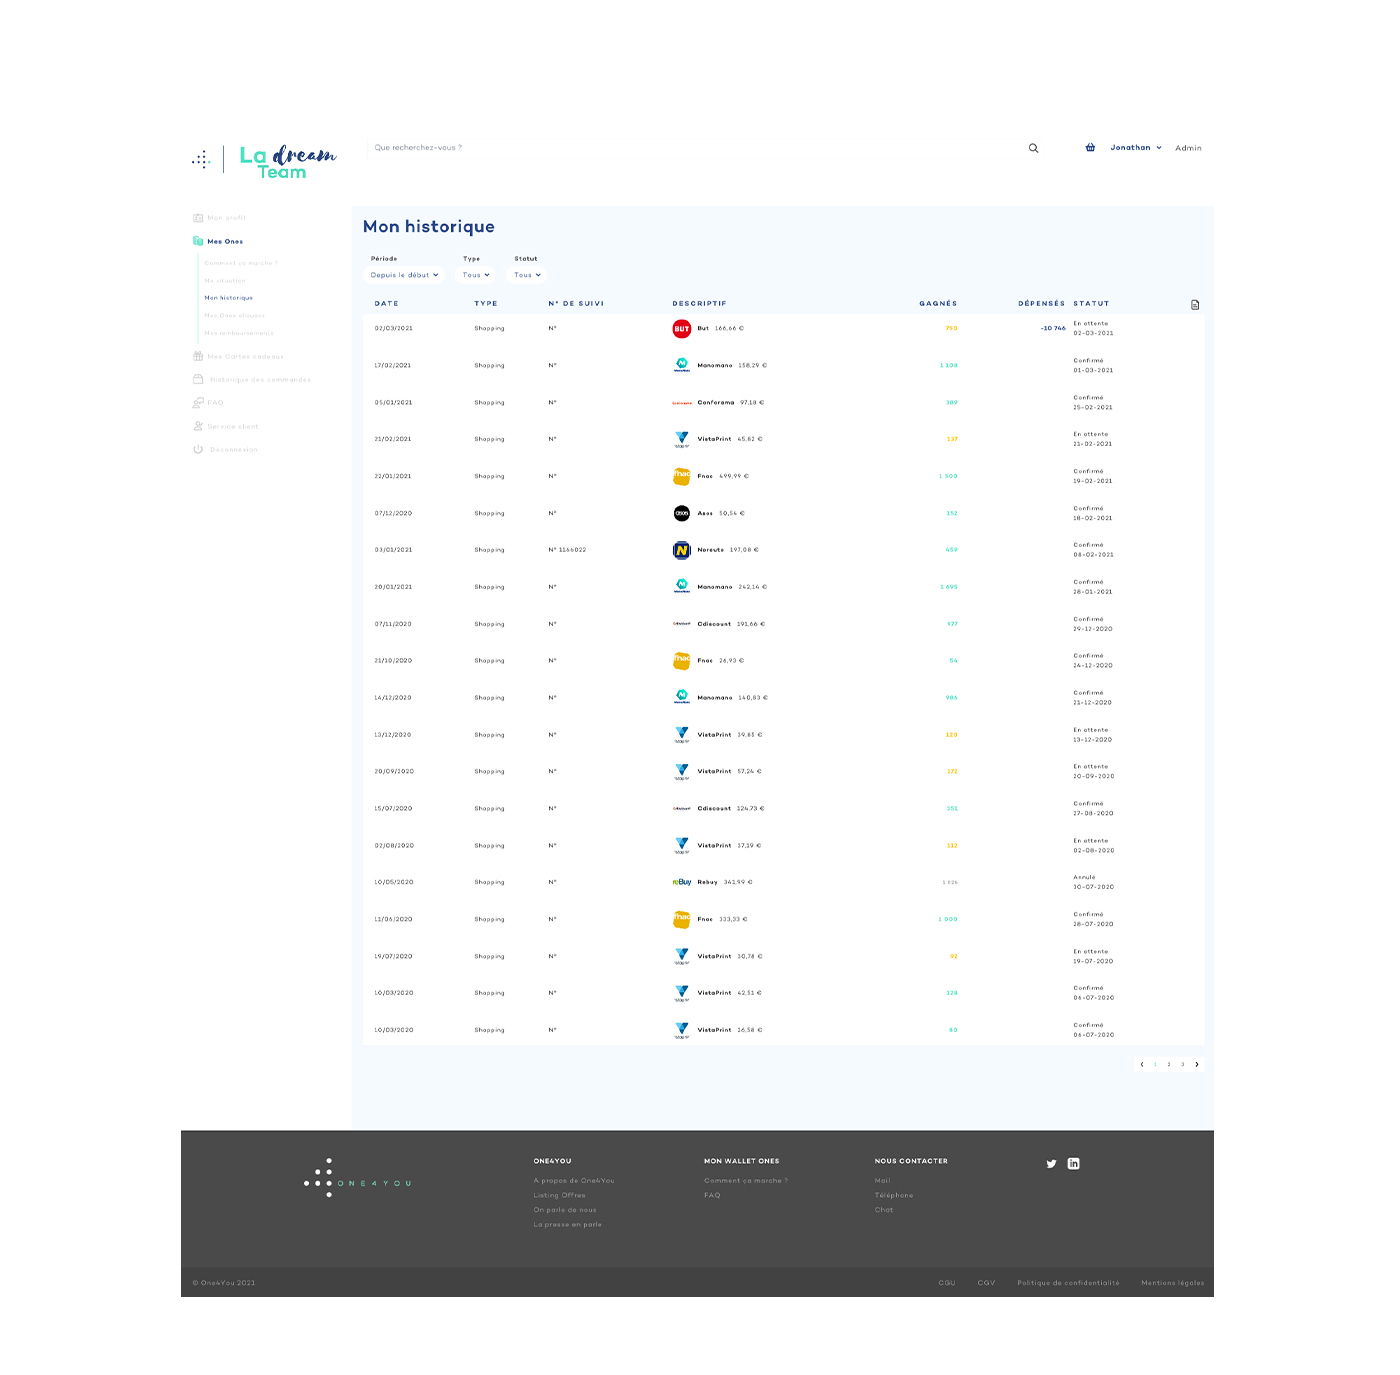 La dream
Team
Que recherchez-vous ?
Jonathan
Admin
Mon profil
Mes Ones
Comment ça marche ?
Ma situation
Mon historique
Mes Ones
Mes remboursements
Mes Cartes cadeaux
Historique des commandes
FAQ
Service client
Déconnexion
Mon historique
Période Type Statut
Depuis le début Tous Tous
DATE TYPE N° DE SUIVI DESCRIPTIF GAGNÉS DÉPENSÉS STATUT
02/03/2021 Shopping N° BUT But 166,66 € 750 -10 746 En attente 02-03-2021
17/02/2021 Shopping N° Manomano 158,29 € 1 108 Confirmé 01-03-2021
05/01/2021 Shopping N° Conforama 97,18 € 389 Confirmé 25-02-2021
21/02/2021 Shopping N° VistaPrint 45,82 € 137 En attente 21-02-2021
22/01/2021 Shopping N° fnac Fnac 499,99 € 1 500 Confirmé 19-02-2021
07/12/2020 Shopping N° asos Asos 50,54 € 152 Confirmé 18-02-2021
03/01/2021 Shopping N° 1166022 N Norauto 197,08 € 459 Confirmé 08-02-2021
20/01/2021 Shopping N° Manomano 242,14 € 1 695 Confirmé 28-01-2021
07/11/2020 Shopping N° Cdiscount 191,66 € 977 Confirmé 29-12-2020
21/10/2020 Shopping N° fnac Fnac 26,93 € 54 Confirmé 24-12-2020
14/12/2020 Shopping N° Manomano 140,83 € 986 Confirmé 21-12-2020
13/12/2020 Shopping N° VistaPrint 39,85 € 120 En attente 13-12-2020
20/09/2020 Shopping N° VistaPrint 57,24 € 172 En attente 20-09-2020
15/07/2020 Shopping N° Cdiscount 124,73 € 351 Confirmé 27-08-2020
02/08/2020 Shopping N° VistaPrint 37,19 € 112 En attente 02-08-2020
10/05/2020 Shopping N° reBuy Rebuy 341,99 € Annulé 30-07-2020
11/06/2020 Shopping N° fnac Fnac 333,33 € 1 000 Confirmé 28-07-2020
19/07/2020 Shopping N° VistaPrint 30,78 € 92 En attente 19-07-2020
10/03/2020 Shopping N° VistaPrint 42,51 € 128 Confirmé 06-07-2020
10/03/2020 Shopping N° VistaPrint 26,58 € 80 Confirmé 06-07-2020
‹ 1 2 3 ›
ONE4YOU
ONE4YOU
A propos de One4You
Listing Offres
On parle de nous
La presse en parle
MON WALLET ONES
Comment ça marche ?
FAQ
NOUS CONTACTER
Mail
Téléphone
Chat
in
© One4You 2021
CGU CGV Politique de confidentialité Mentions légales